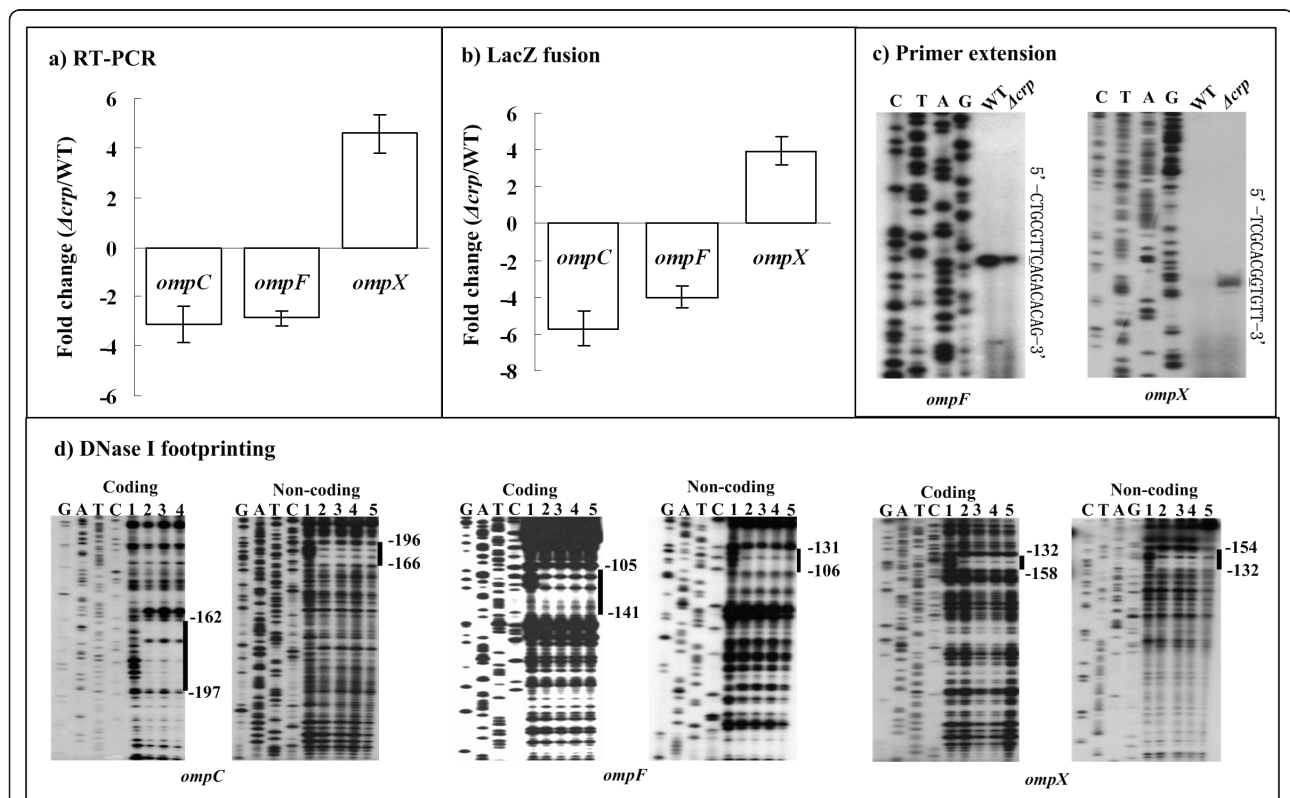 a) RT-PCR
Fold change (Δcrp/WT)
6
4
2
0
-2
-4
-6
ompC
ompF
ompX
b) LacZ fusion
Fold change (Δcrp/WT)
6
4
2
0
-2
-4
-6
-8
ompC
ompF
ompX
c) Primer extension
C T A G WT Δcrp
5’-CTGCGTTCAGACACAG-3’
ompF
C T A G WT Δcrp
5’-TCGCACGGTGTT-3’
ompX
d) DNase I footprinting
Coding
G A T C 1 2 3 4
-162
-197
Non-coding
G A T C 1 2 3 4 5
-196
-166
ompC
Coding
G A T C 1 2 3 4 5
-105
-141
Non-coding
G A T C 1 2 3 4 5
-131
-106
ompF
Coding
G A T C 1 2 3 4 5
-132
-158
Non-coding
C T A G 1 2 3 4 5
-154
-132
ompX